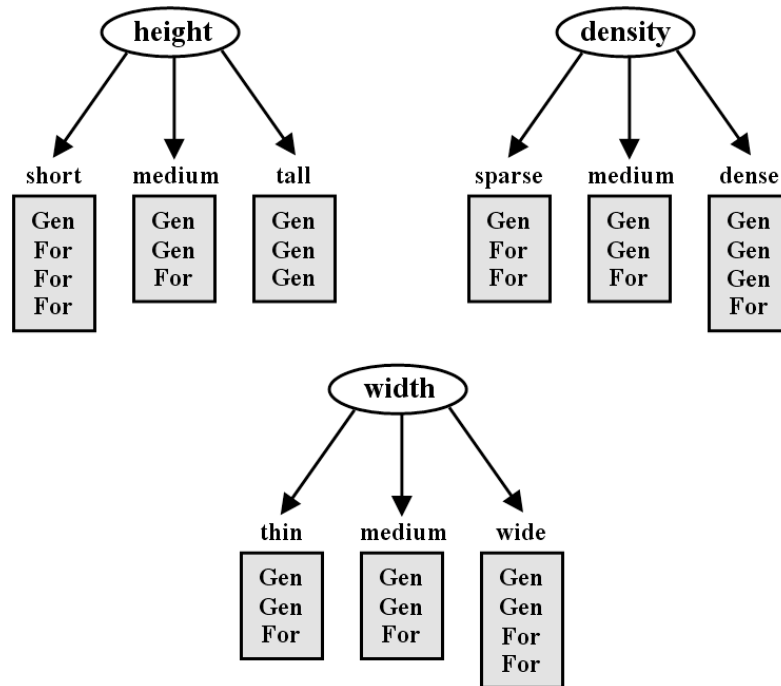 height
short
medium
tall
Gen
For
For
For
Gen
Gen
For
Gen
Gen
Gen
density
sparse
medium
dense
Gen
For
For
Gen
Gen
For
Gen
Gen
Gen
For
width
thin
medium
wide
Gen
Gen
For
Gen
Gen
For
Gen
Gen
For
For